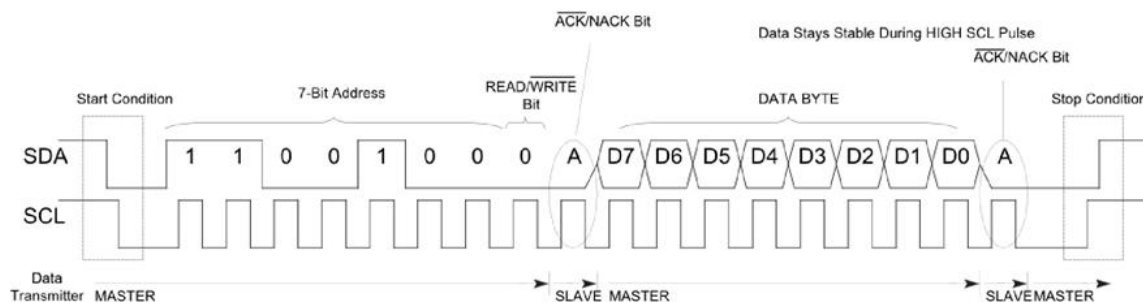 ACK/NACK Bit
Data Stays Stable During HIGH SCL Pulse
ACK/NACK Bit
Start Condition
7-Bit Address
READ/WRITE
Bit
DATA BYTE
Stop Condition
SDA 1 1 0 0 1 0 0 0 A D7 D6 D5 D4 D3 D2 D1 D0 A
SCL
Data
Transmitter MASTER SLAVE MASTER SLAVE MASTER